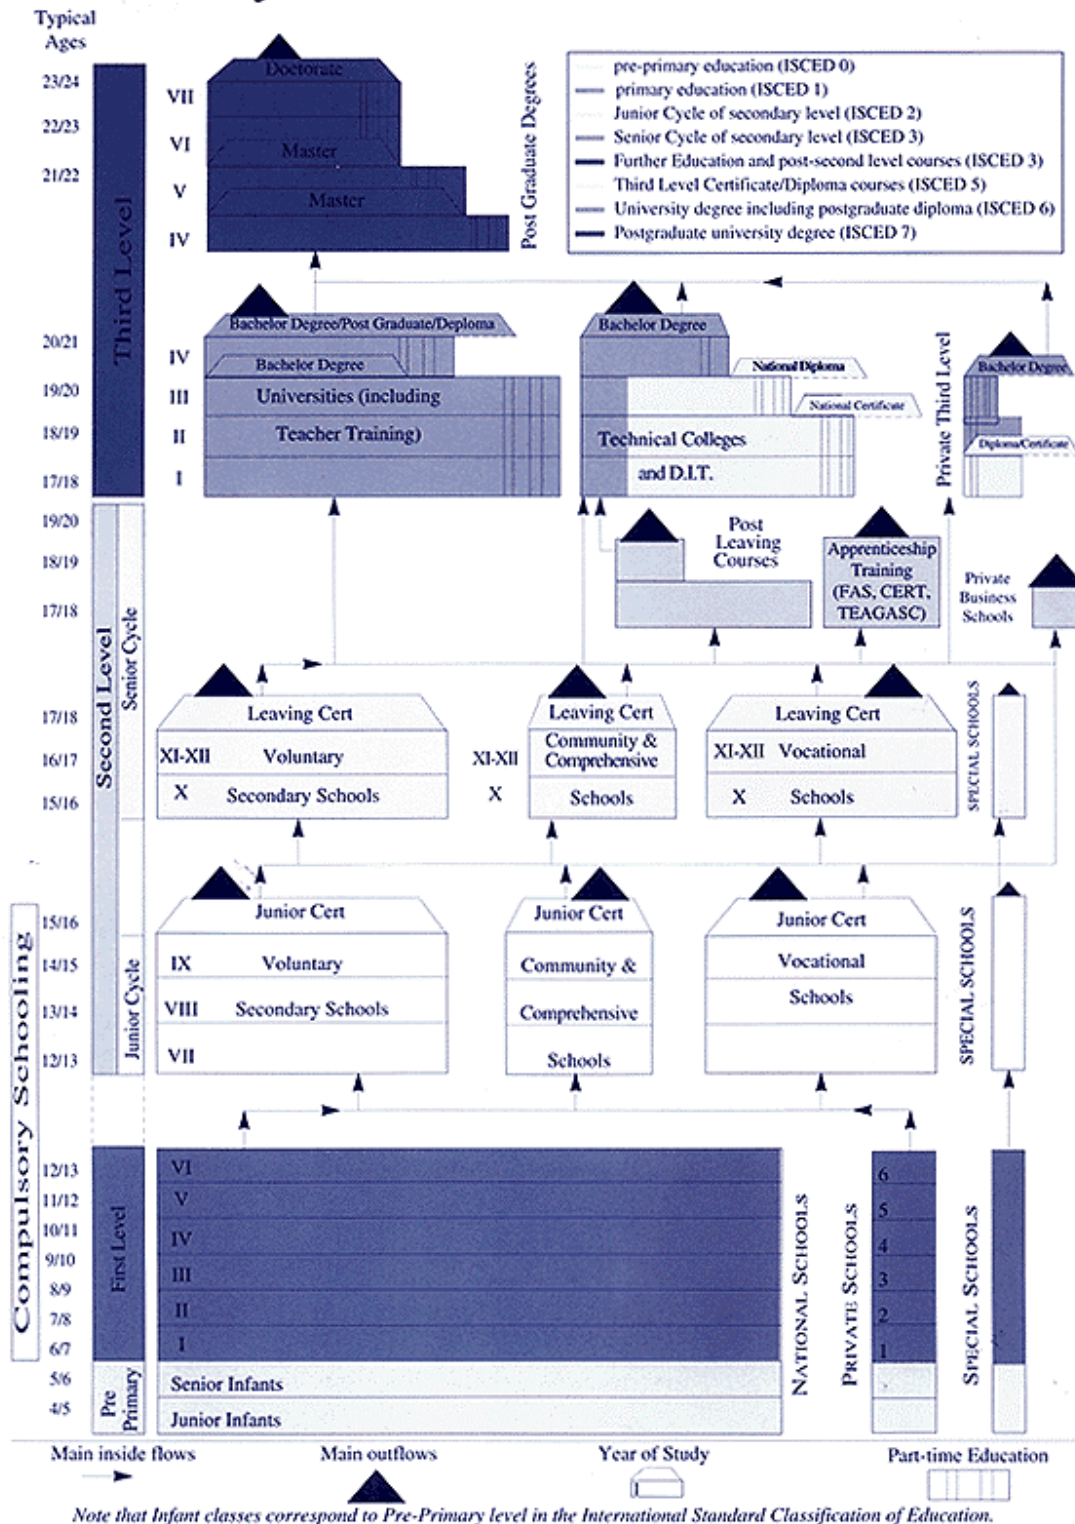 Typical
Ages
23/24
22/23
21/22
Third Level
VII
VI
V
IV
Doctorate
Master
Master
Post Graduate Degrees
pre-primary education (ISCED 0)
primary education (ISCED 1)
Junior Cycle of secondary level (ISCED 2)
Senior Cycle of secondary level (ISCED 3)
Further Education and post-second level courses (ISCED 3)
Third Level Certificate/Diploma courses (ISCED 5)
University degree including postgraduate diploma (ISCED 6)
Postgraduate university degree (ISCED 7)
20/21
19/20
18/19
17/18
IV
III
II
I
Bachelor Degree/Post Graduate/Deploma
Bachelor Degree
Universities (including
Teacher Training)
Bachelor Degree
National Diploma
National Certificate
Technical Colleges
and D.I.T.
Private Third Level
Bachelor Degree
Diploma/Certificate
19/20
18/19
17/18
Second Level
Senior Cycle
Post
Leaving
Courses
Apprenticeship
Training
(FAS, CERT,
TEAGASC)
Private
Business
Schools
17/18
16/17
15/16
Leaving Cert
XI-XII Voluntary
X Secondary Schools
Leaving Cert
XI-XII Community &
Comprehensive
X Schools
Leaving Cert
XI-XII Vocational
X Schools
SPECIAL SCHOOLS
Compulsory Schooling
15/16
14/15
13/14
12/13
Junior Cycle
Junior Cert
IX Voluntary
VIII Secondary Schools
VII
Junior Cert
Community &
Comprehensive
Schools
Junior Cert
Vocational
Schools
SPECIAL SCHOOLS
12/13
11/12
10/11
9/10
8/9
7/8
6/7
5/6
4/5
First Level
Pre
Primary
VI
V
IV
III
II
I
Senior Infants
Junior Infants
NATIONAL SCHOOLS
PRIVATE SCHOOLS
6
5
4
3
2
1
SPECIAL SCHOOLS
Main inside flows
Main outflows
Year of Study
I
Part-time Education
Note that Infant classes correspond to Pre-Primary level in the International Standard Classification of Education.